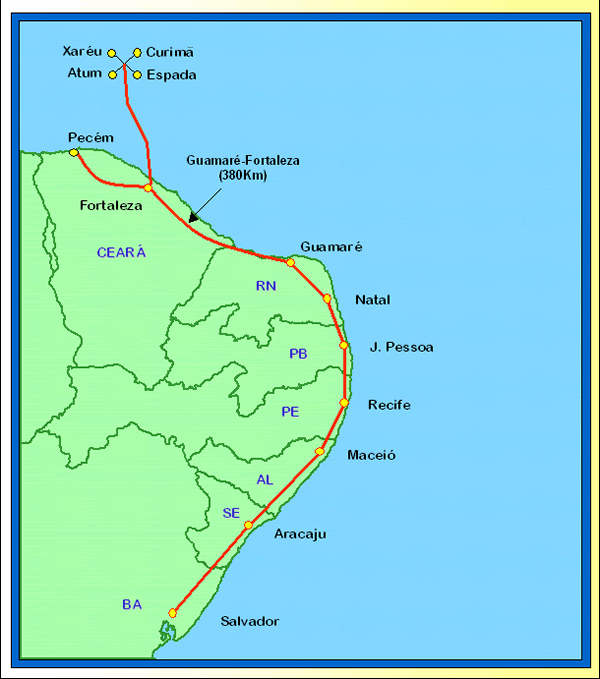 Xaréu
Curimã
Atum
Espada
Pecém
Guamaré-Fortaleza
(380Km)
Fortaleza
CEARÁ
Guamaré
RN
Natal
PB
J. Pessoa
PE
Recife
Maceió
AL
SE
Aracaju
BA
Salvador